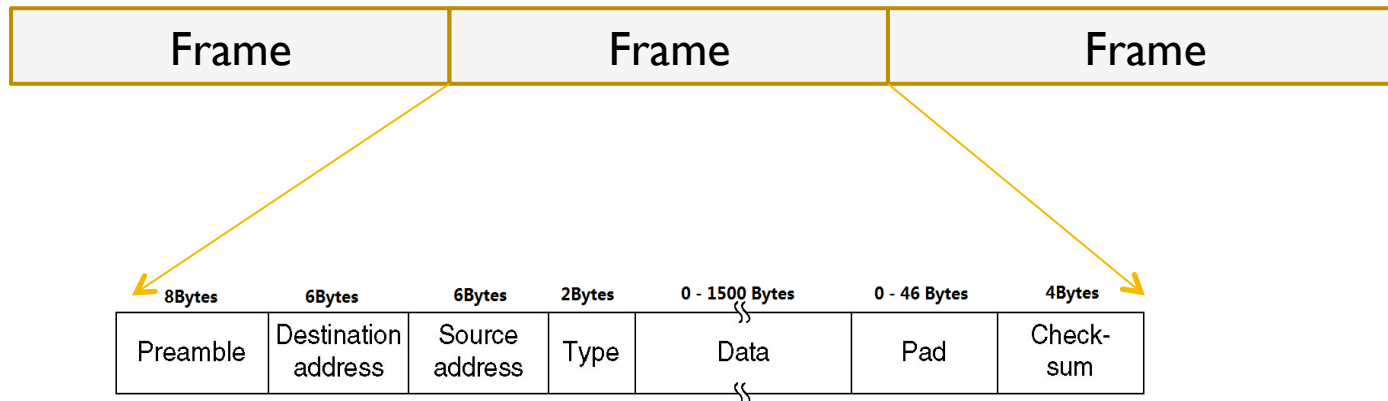 Frame Frame Frame
8Bytes 6Bytes 6Bytes 2Bytes 0 - 1500 Bytes 0 - 46 Bytes 4Bytes
Preamble Destination address Source address Type Data Pad Check-sum